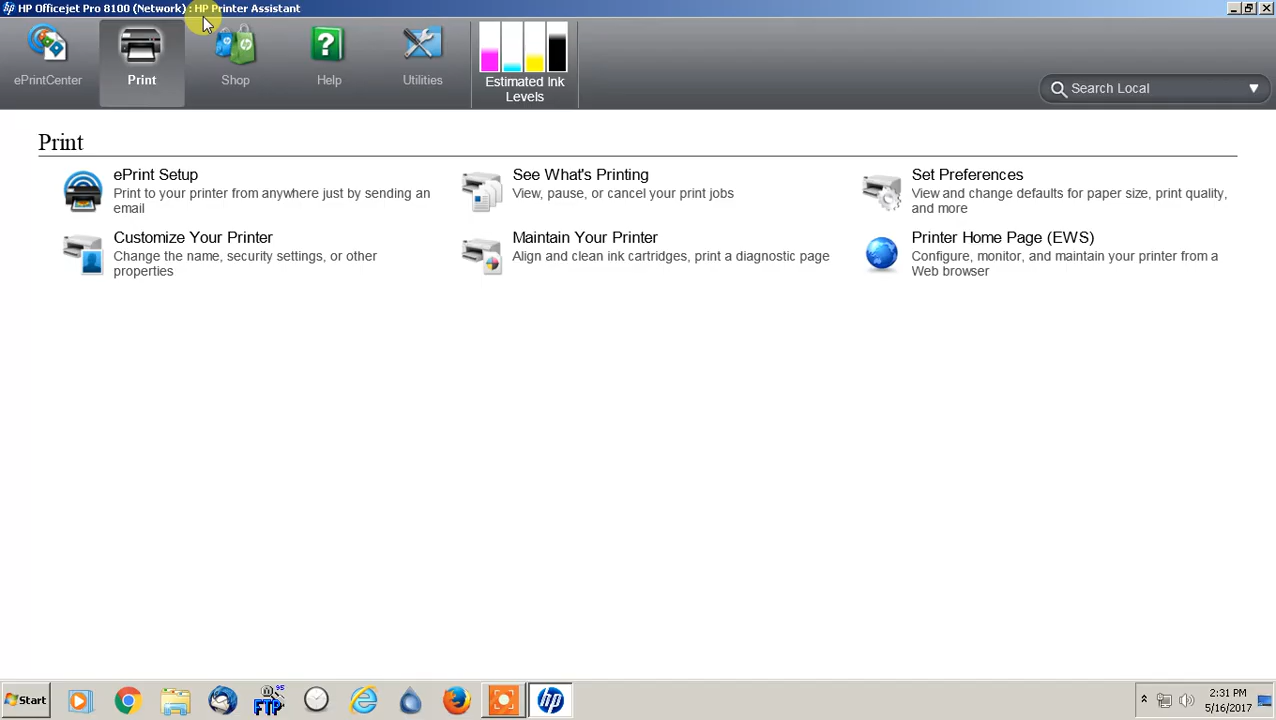 HP Officejet Pro 8100 (Network) : HP Printer Assistant
ePrintCenter
Print
Shop
Help
Utilities
Estimated Ink
Levels
Search Local
Print
ePrint Setup
Print to your printer from anywhere just by sending an
email
See What's Printing
View, pause, or cancel your print jobs
Set Preferences
View and change defaults for paper size, print quality,
and more
Customize Your Printer
Change the name, security settings, or other
properties
Maintain Your Printer
Align and clean ink cartridges, print a diagnostic page
Printer Home Page (EWS)
Configure, monitor, and maintain your printer from a
Web browser
Start
95
FTP
hp
2:31 PM
5/16/2017